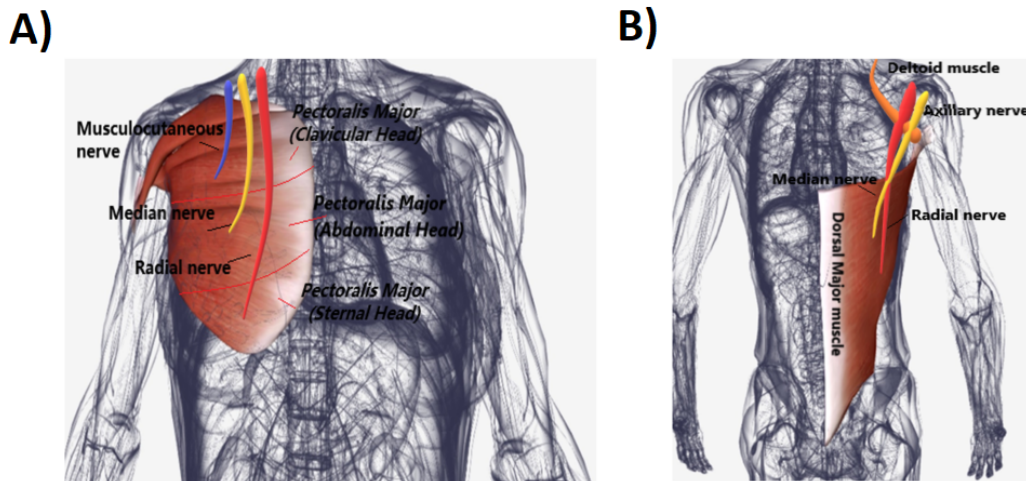 A)
Musculocutaneous
nerve
Median nerve
Radial nerve
Pectoralis Major
(Clavicular Head)
Pectoralis Major
(Abdominal Head)
Pectoralis Major
(Sternal Head)
B)
Deltoid muscle
Axillary nerve
Median nerve
Radial nerve
Dorsal Major muscle